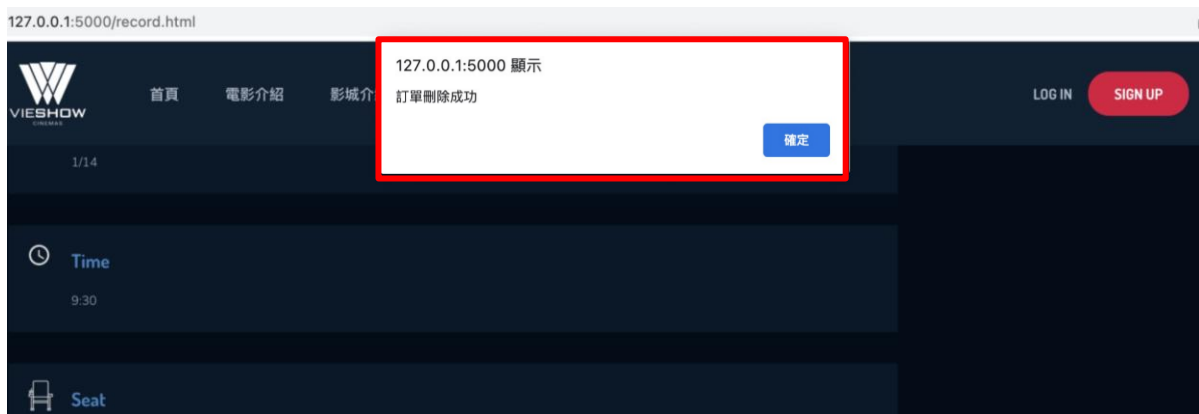 127.0.0.1:5000/record.html
VIESHOW
CINEMAS
首頁
電影介紹
影城介
127.0.0.1:5000 顯示
訂單刪除成功
確定
LOG IN
SIGN UP
1/14
Time
9:30
Seat